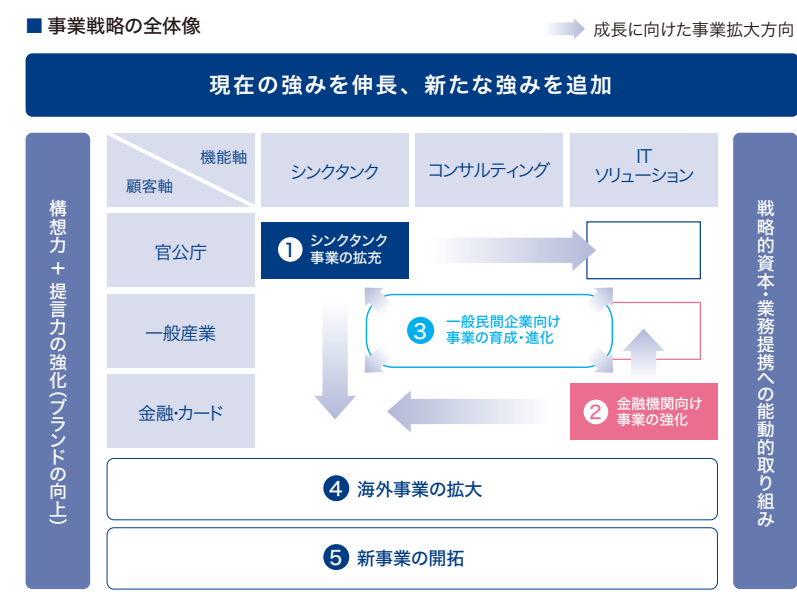 ■ 事業戦略の全体像
成長に向けた事業拡大方向
現在の強みを伸長、新たな強みを追加
構想力＋提言力の強化(ブランドの向上)
機能軸
顧客軸
シンクタンク
コンサルティング
IT
ソリューション
官公庁
1 シンクタンク
事業の拡充
一般産業
3 一般民間企業向け
事業の育成・進化
金融・カード
2 金融機関向け
事業の強化
4 海外事業の拡大
5 新事業の開拓
戦略的資本・業務提携への能動的取り組み